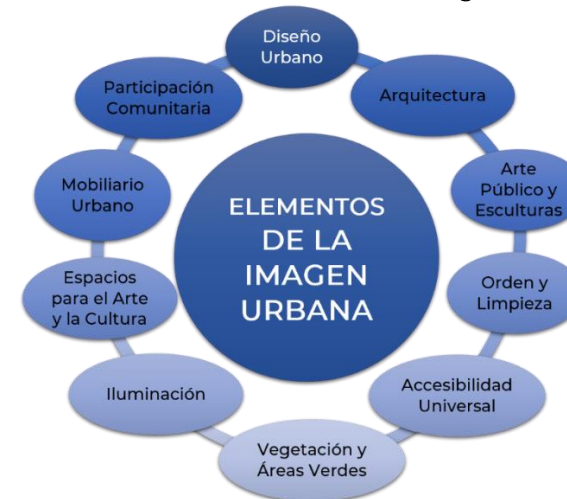 Diseño
Urbano
Arquitectura
Arte
Público y
Esculturas
Orden y
Limpieza
Accesibilidad
Universal
Vegetación y
Áreas Verdes
Iluminación
Espacios
para el Arte
y la Cultura
Mobiliario
Urbano
Participación
Comunitaria
ELEMENTOS
DE LA
IMAGEN
URBANA